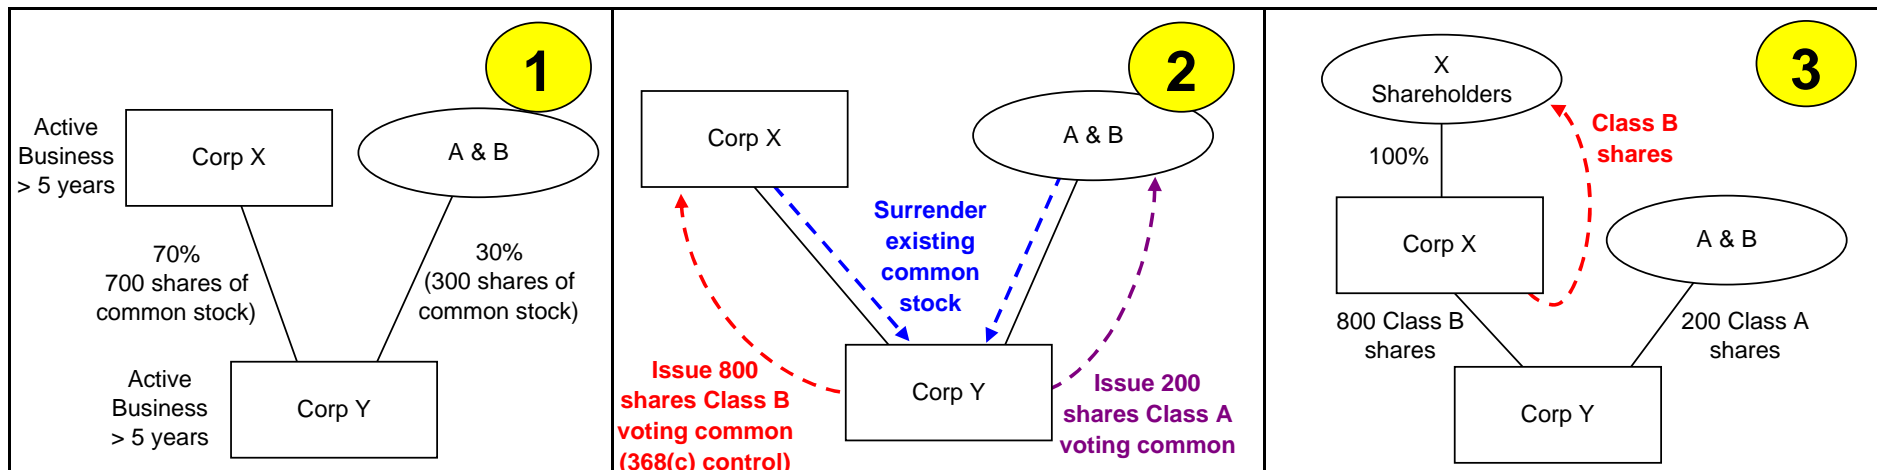 1
Active
Business
> 5 years
Corp X
A & B
70%
700 shares of
common stock)
30%
(300 shares of
common stock)
Active
Business
> 5 years
Corp Y
2
Corp X
A & B
Surrender
existing
common
stock
Issue 800
shares Class B
voting common
(368(c) control)
Corp Y
Issue 200
shares Class A
voting common
3
X
Shareholders
Class B
shares
100%
Corp X
A & B
800 Class B
shares
200 Class A
shares
Corp Y